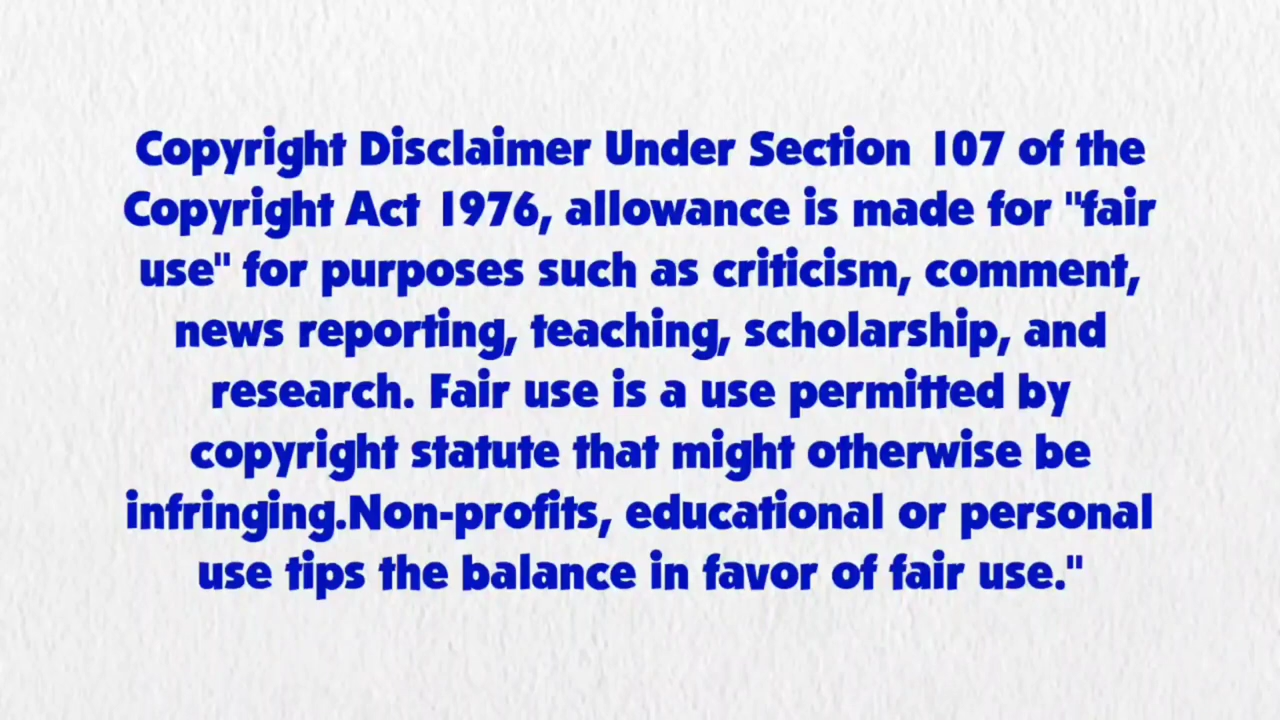 Copyright Disclaimer Under Section 107 of the
Copyright Act 1976, allowance is made for "fair
use" for purposes such as criticism, comment,
news reporting, teaching, scholarship, and
research. Fair use is a use permitted by
copyright statute that might otherwise be
infringing.Non-profits, educational or personal
use tips the balance in favor of fair use."